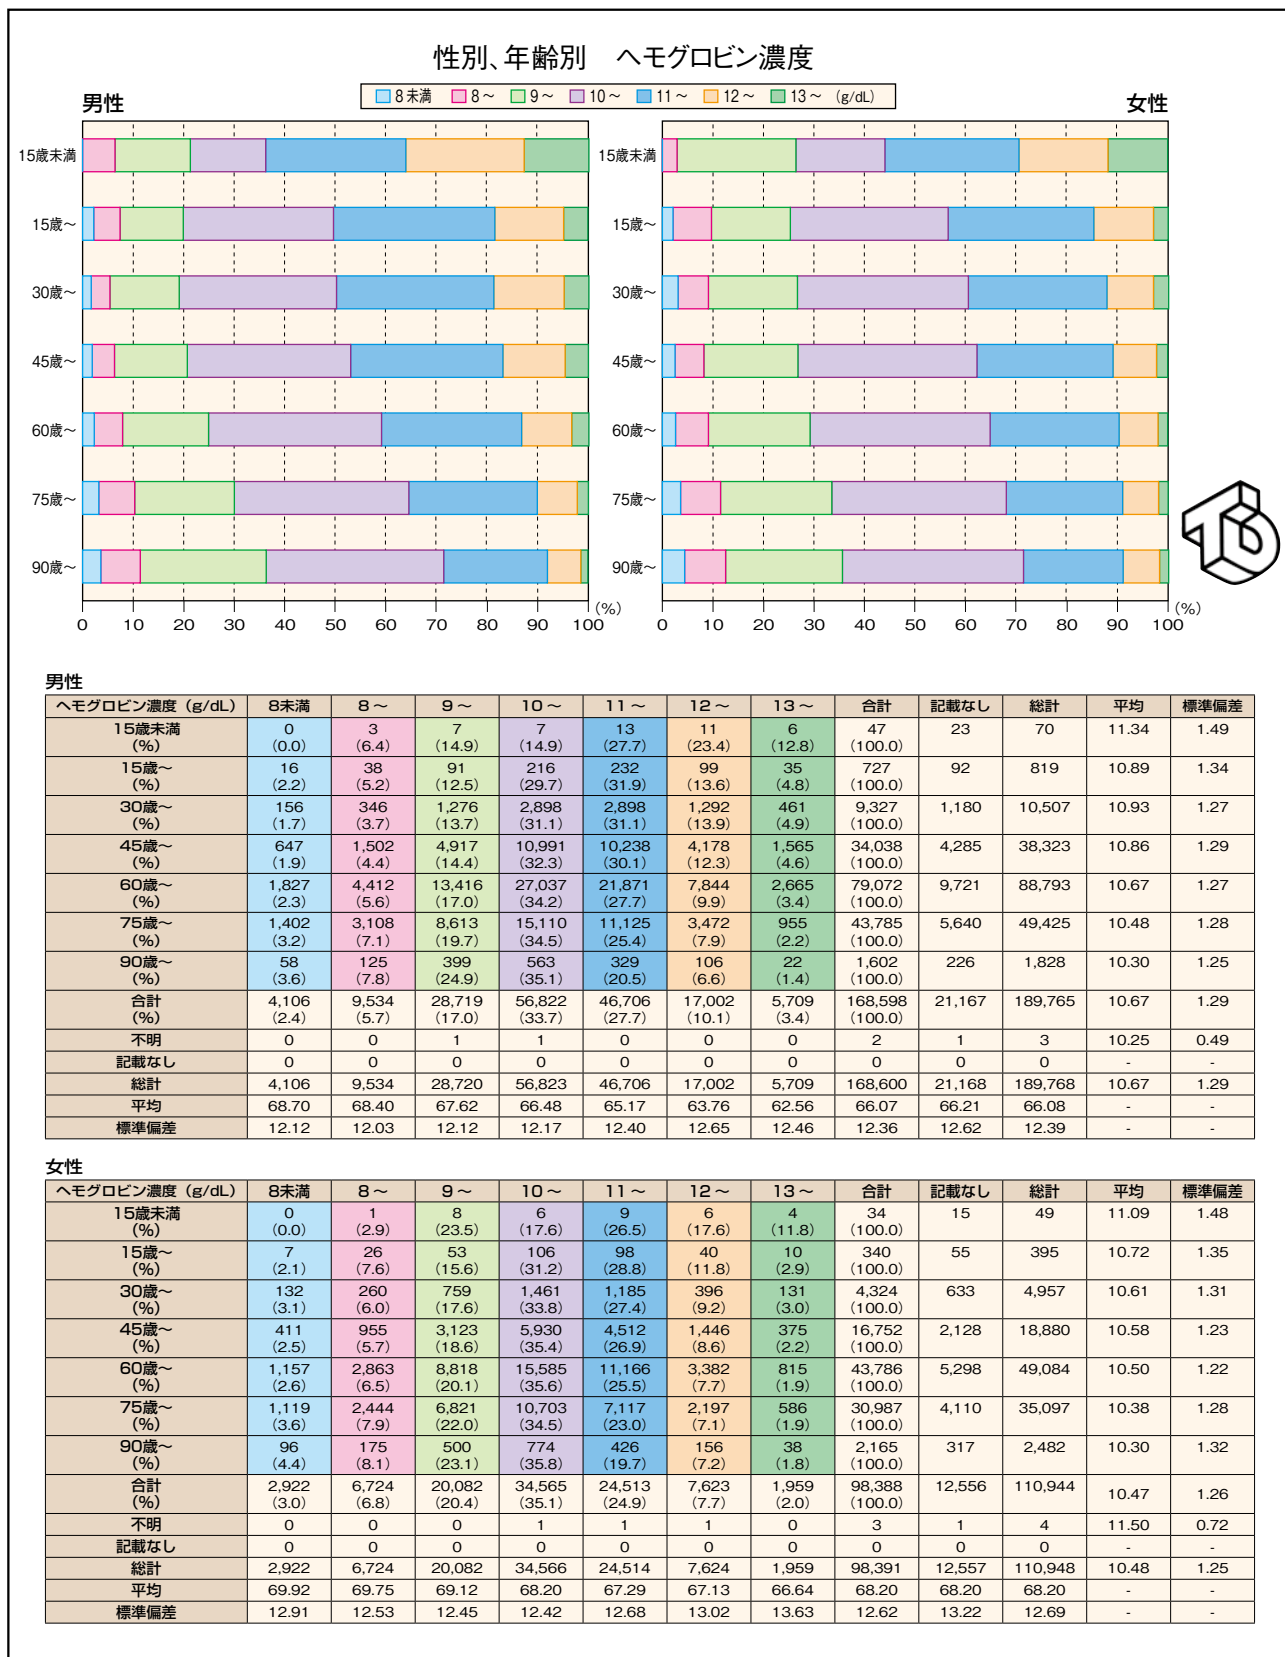 性別、年齢別 ヘモグロビン濃度
8未満 8～ 9～ 10～ 11～ 12～ 13～ (g/dL)
男性
15歳未満
15歳～
30歳～
45歳～
60歳～
75歳～
90歳～
(%)
0 10 20 30 40 50 60 70 80 90 100
女性
15歳未満
15歳～
30歳～
45歳～
60歳～
75歳～
90歳～
(%)
0 10 20 30 40 50 60 70 80 90 100
男性
ヘモグロビン濃度 (g/dL) 8未満 8～ 9～ 10～ 11～ 12～ 13～ 合計 記載なし 総計 平均 標準偏差
15歳未満 0 3 7 7 13 11 6 47 23 70 11.34 1.49
(%) (0.0) (6.4) (14.9) (14.9) (27.7) (23.4) (12.8) (100.0)
15歳～ 16 38 91 216 232 99 35 727 92 819 10.89 1.34
(%) (2.2) (5.2) (12.5) (29.7) (31.9) (13.6) (4.8) (100.0)
30歳～ 156 346 1,276 2,898 2,898 1,292 461 9,327 1,180 10,507 10.93 1.27
(%) (1.7) (3.7) (13.7) (31.1) (31.1) (13.9) (4.9) (100.0)
45歳～ 647 1,502 4,917 10,991 10,238 4,178 1,565 34,038 4,285 38,323 10.86 1.29
(%) (1.9) (4.4) (14.4) (32.3) (30.1) (12.3) (4.6) (100.0)
60歳～ 1,827 4,412 13,416 27,037 21,871 7,844 2,665 79,072 9,721 88,793 10.67 1.27
(%) (2.3) (5.6) (17.0) (34.2) (27.7) (9.9) (3.4) (100.0)
75歳～ 1,402 3,108 8,613 15,110 11,125 3,472 955 43,785 5,640 49,425 10.48 1.28
(%) (3.2) (7.1) (19.7) (34.5) (25.4) (7.9) (2.2) (100.0)
90歳～ 58 125 399 563 329 106 22 1,602 226 1,828 10.30 1.25
(%) (3.6) (7.8) (24.9) (35.1) (20.5) (6.6) (1.4) (100.0)
合計 4,106 9,534 28,719 56,822 46,706 17,002 5,709 168,598 21,167 189,765 10.67 1.29
(%) (2.4) (5.7) (17.0) (33.7) (27.7) (10.1) (3.4) (100.0)
不明 0 0 1 1 0 0 0 2 1 3 10.25 0.49
記載なし 0 0 0 0 0 0 0 0 0 0 - -
総計 4,106 9,534 28,720 56,823 46,706 17,002 5,709 168,600 21,168 189,768 10.67 1.29
平均 68.70 68.40 67.62 66.48 65.17 63.76 62.56 66.07 66.21 66.08 - -
標準偏差 12.12 12.03 12.12 12.17 12.40 12.65 12.46 12.36 12.62 12.39 - -
女性
ヘモグロビン濃度 (g/dL) 8未満 8～ 9～ 10～ 11～ 12～ 13～ 合計 記載なし 総計 平均 標準偏差
15歳未満 0 1 8 6 9 6 4 34 15 49 11.09 1.48
(%) (0.0) (2.9) (23.5) (17.6) (26.5) (17.6) (11.8) (100.0)
15歳～ 7 26 53 106 98 40 10 340 55 395 10.72 1.35
(%) (2.1) (7.6) (15.6) (31.2) (28.8) (11.8) (2.9) (100.0)
30歳～ 132 260 759 1,461 1,185 396 131 4,324 633 4,957 10.61 1.31
(%) (3.1) (6.0) (17.6) (33.8) (27.4) (9.2) (3.0) (100.0)
45歳～ 411 955 3,123 5,930 4,512 1,446 375 16,752 2,128 18,880 10.58 1.23
(%) (2.5) (5.7) (18.6) (35.4) (26.9) (8.6) (2.2) (100.0)
60歳～ 1,157 2,863 8,818 15,585 11,166 3,382 815 43,786 5,298 49,084 10.50 1.22
(%) (2.6) (6.5) (20.1) (35.6) (25.5) (7.7) (1.9) (100.0)
75歳～ 1,119 2,444 6,821 10,703 7,117 2,197 586 30,987 4,110 35,097 10.38 1.28
(%) (3.6) (7.9) (22.0) (34.5) (23.0) (7.1) (1.9) (100.0)
90歳～ 96 175 500 774 426 156 38 2,165 317 2,482 10.30 1.32
(%) (4.4) (8.1) (23.1) (35.8) (19.7) (7.2) (1.8) (100.0)
合計 2,922 6,724 20,082 34,565 24,513 7,623 1,959 98,388 12,556 110,944 10.47 1.26
(%) (3.0) (6.8) (20.4) (35.1) (24.9) (7.7) (2.0) (100.0)
不明 0 0 0 1 1 1 0 3 1 4 11.50 0.72
記載なし 0 0 0 0 0 0 0 0 0 0 - -
総計 2,922 6,724 20,082 34,566 24,514 7,624 1,959 98,391 12,557 110,948 10.48 1.25
平均 69.92 69.75 69.12 68.20 67.29 67.13 66.64 68.20 68.20 68.20 - -
標準偏差 12.91 12.53 12.45 12.42 12.68 13.02 13.63 12.62 13.22 12.69 - -